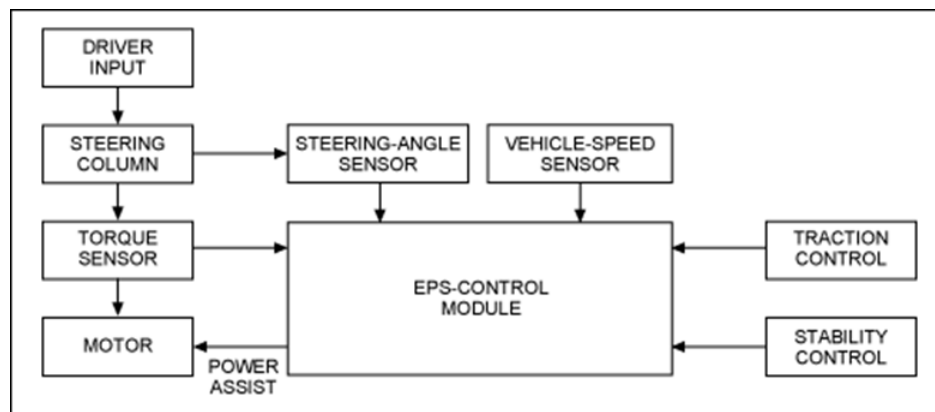 DRIVER
INPUT
STEERING
COLUMN
STEERING-ANGLE
SENSOR
VEHICLE-SPEED
SENSOR
TORQUE
SENSOR
EPS-CONTROL
MODULE
TRACTION
CONTROL
MOTOR
POWER
ASSIST
STABILITY
CONTROL